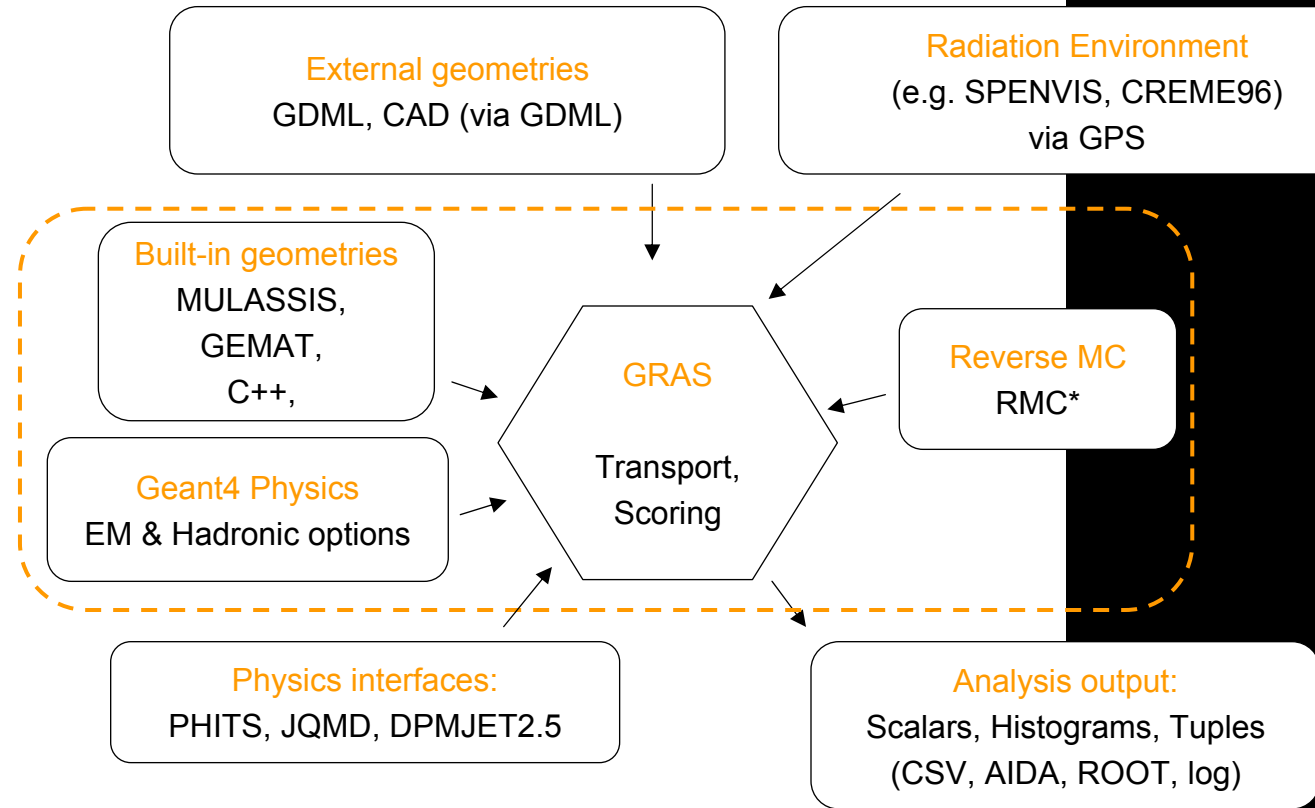 External geometries
GDML, CAD (via GDML)
Radiation Environment
(e.g. SPENVIS, CREME96)
via GPS
Built-in geometries
MULASSIS,
GEMAT,
C++,
GRAS
Transport,
Scoring
Reverse MC
RMC*
Geant4 Physics
EM & Hadronic options
Physics interfaces:
PHITS, JQMD, DPMJET2.5
Analysis output:
Scalars, Histograms, Tuples
(CSV, AIDA, ROOT, log)